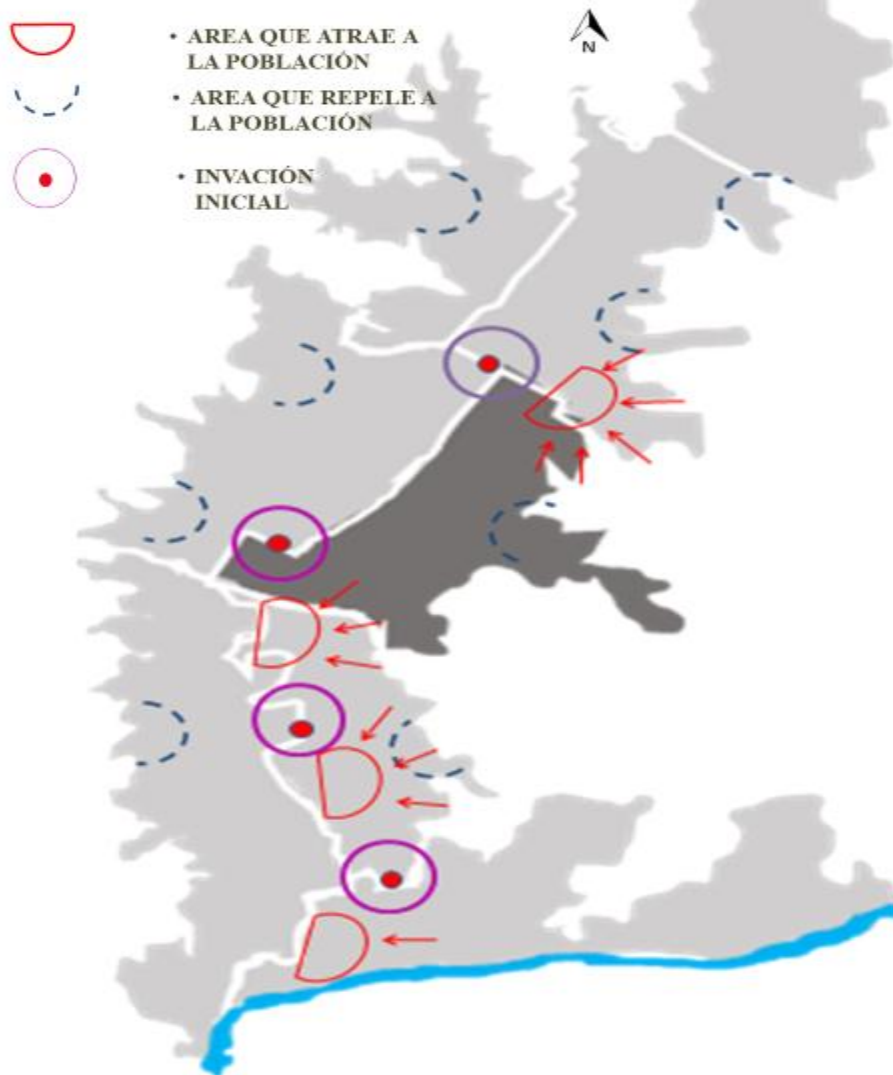 • AREA QUE ATRAE A
LA POBLACIÓN
• AREA QUE REPELE A
LA POBLACIÓN
• INVACIÓN
INICIAL
N